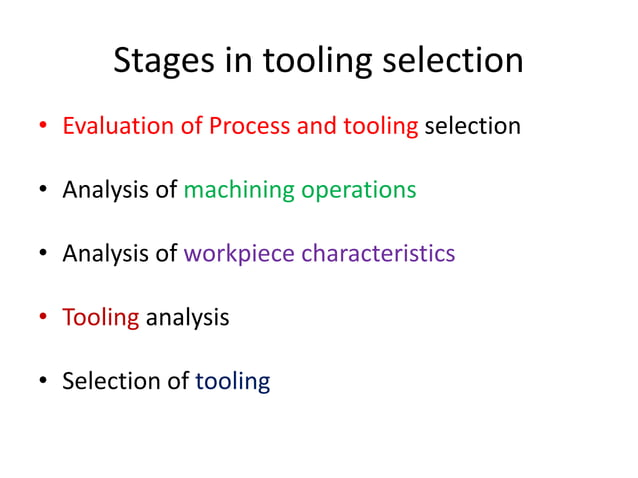 Stages in tooling selection
• Evaluation of Process and tooling selection
• Analysis of machining operations
• Analysis of workpiece characteristics
• Tooling analysis
• Selection of tooling